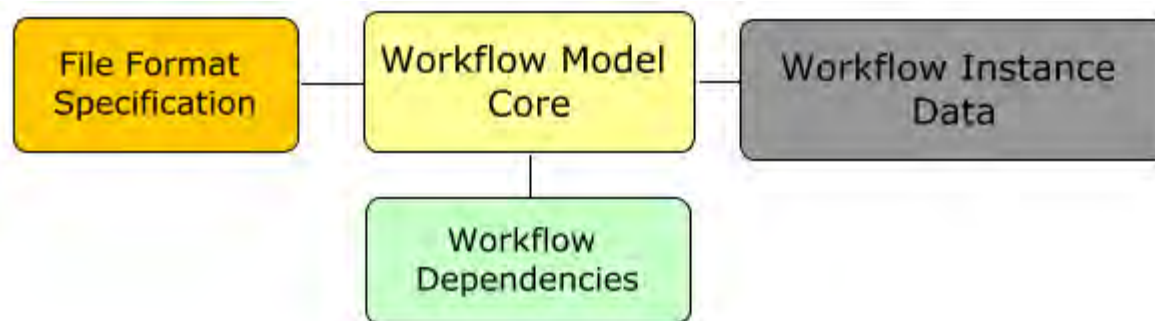 File Format
Specification
Workflow Model
Core
Workflow Instance
Data
Workflow
Dependencies